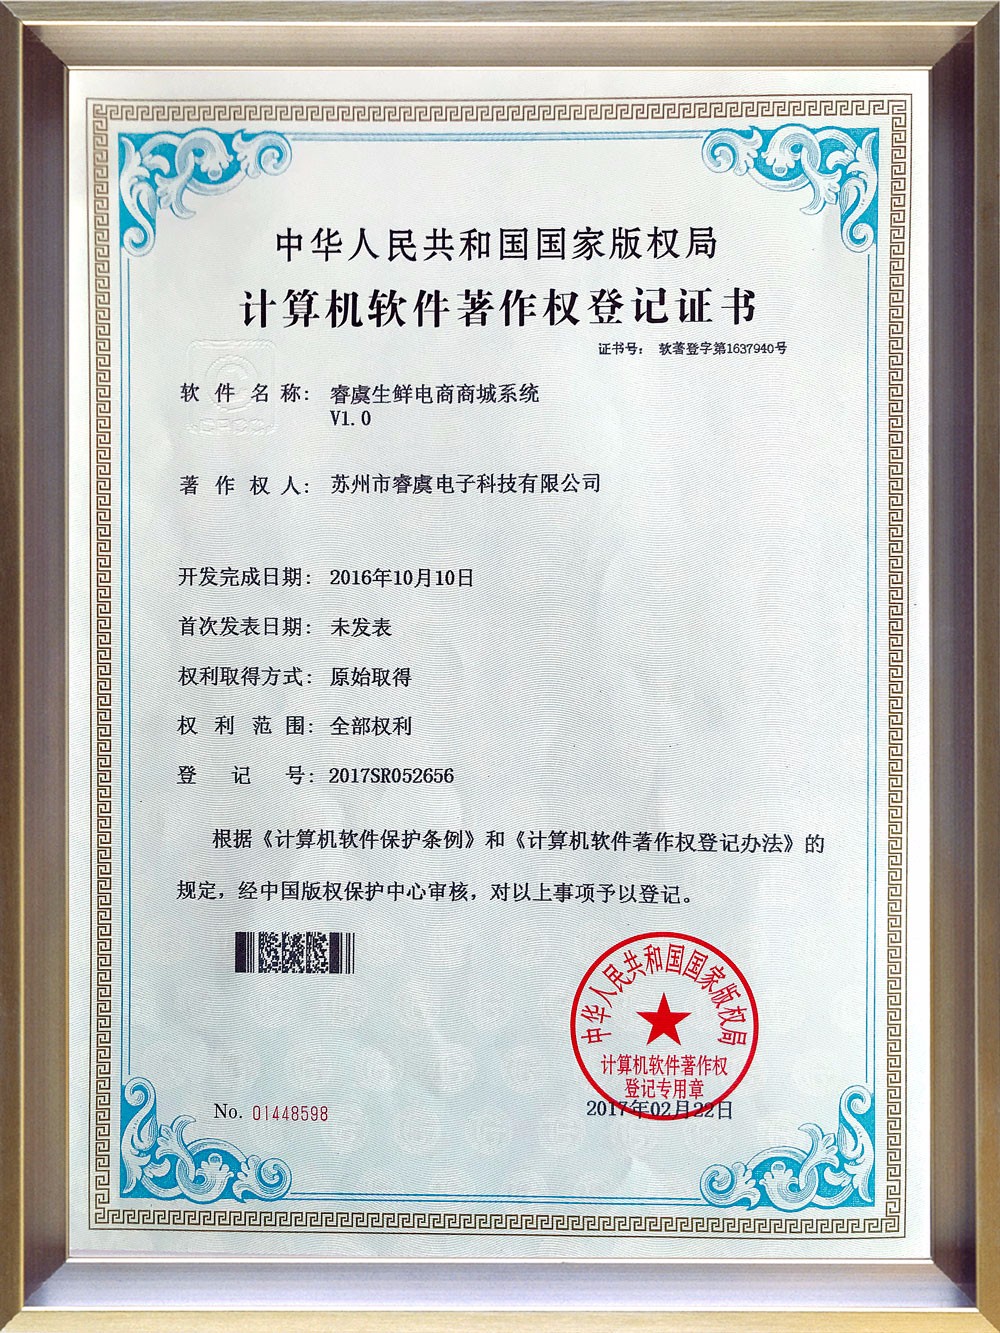 中华人民共和国国家版权局
计算机软件著作权登记证书
证书号： 软著登字第1637940号
软件名称： 睿虞生鲜电商商城系统
V1.0
著作权人： 苏州市睿虞电子科技有限公司
开发完成日期： 2016年10月10日
首次发表日期： 未发表
权利取得方式： 原始取得
权利范围： 全部权利
登记号： 2017SR052656
根据《计算机软件保护条例》和《计算机软件著作权登记办法》的
规定，经中国版权保护中心审核，对以上事项予以登记。
中华人民共和国国家版权局
计算机软件著作权
登记专用章
2017年02月22日
No. 01448598
CPCC